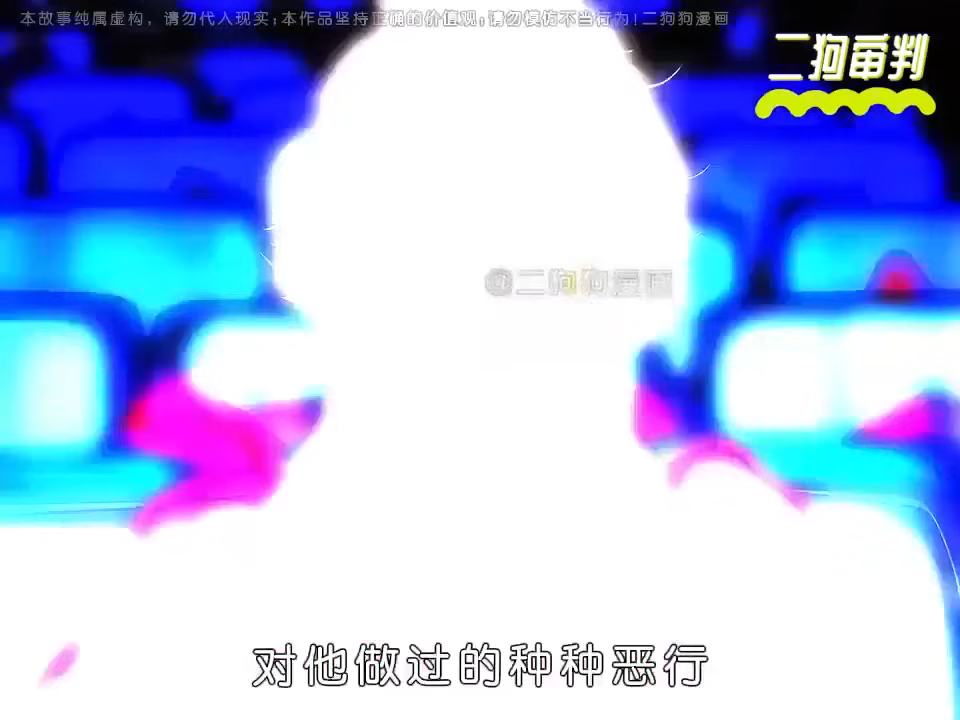 本故事纯属虚构，请勿代入现实;本作品坚持正确的价值观;请勿模仿不当行为!二狗狗漫画
二狗审判
@二狗狗漫画
对他做过的种种恶行